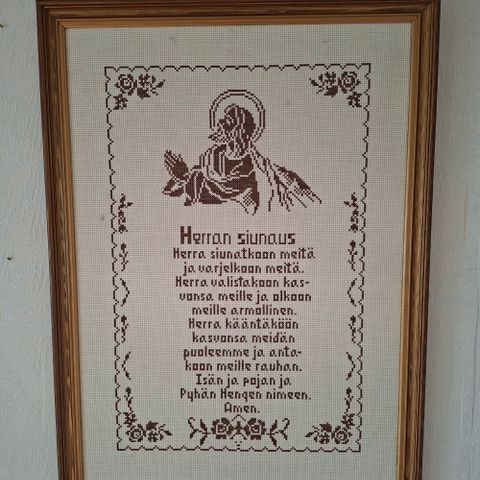 Herran siunaus
Herra siunatkoon meitä
ja varjelkoon meitä.
Herra valistakoon kas-
vonsa meille ja olkoon
meille armollinen.
Herra kääntäköön
kasvonsa meidän
puoleemme ja anta-
koon meille rauhan.
Isän ja pojan ja
Pyhän Hengen nimeen.
Amen.